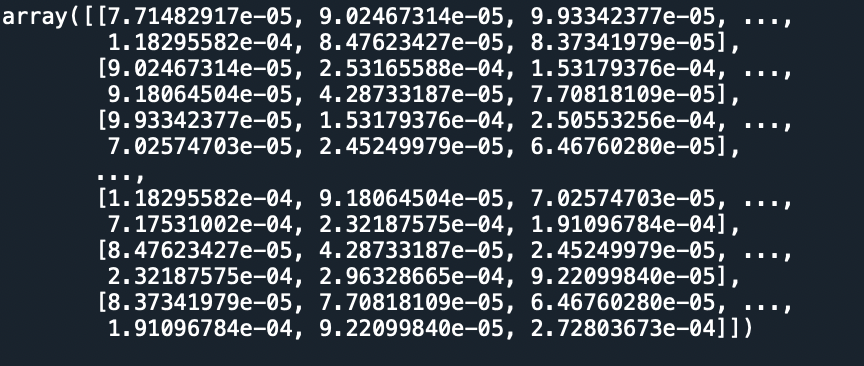 array([[7.71482917e-05, 9.02467314e-05, 9.93342377e-05, ...,
1.18295582e-04, 8.47623427e-05, 8.37341979e-05],
[9.02467314e-05, 2.53165588e-04, 1.53179376e-04, ...,
9.18064504e-05, 4.28733187e-05, 7.70818109e-05],
[9.93342377e-05, 1.53179376e-04, 2.50553256e-04, ...,
7.02574703e-05, 2.45249979e-05, 6.46760280e-05],
...,
[1.18295582e-04, 9.18064504e-05, 7.02574703e-05, ...,
7.17531002e-04, 2.32187575e-04, 1.91096784e-04],
[8.47623427e-05, 4.28733187e-05, 2.45249979e-05, ...,
2.32187575e-04, 2.96328665e-04, 9.22099840e-05],
[8.37341979e-05, 7.70818109e-05, 6.46760280e-05, ...,
1.91096784e-04, 9.22099840e-05, 2.72803673e-04]])